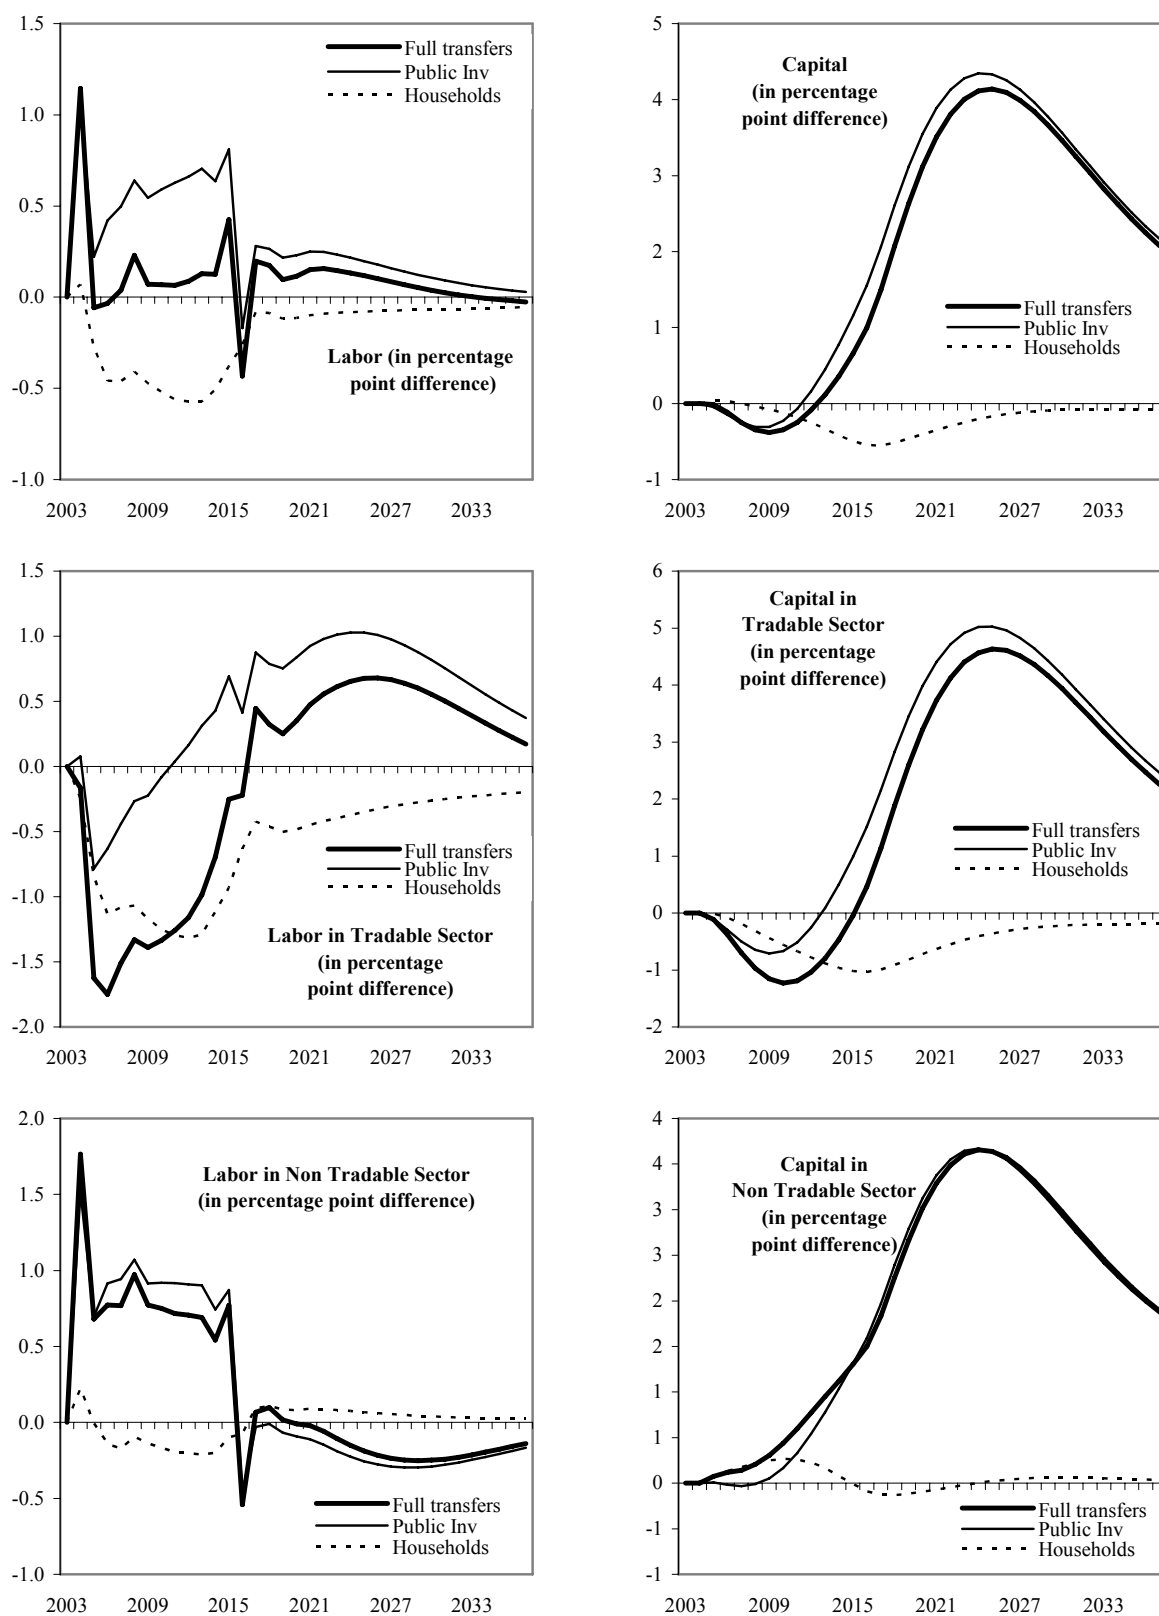 1.5
1.0
0.5
0.0
-0.5
-1.0
2003 2009 2015 2021 2027 2033
Full transfers
Public Inv
Households
Labor (in percentage
point difference)
5
4
3
2
1
0
-1
2003 2009 2015 2021 2027 2033
Capital
(in percentage
point difference)
Full transfers
Public Inv
Households
1.5
1.0
0.5
0.0
-0.5
-1.0
-1.5
-2.0
2003 2009 2015 2021 2027 2033
Full transfers
Public Inv
Households
Labor in Tradable Sector
(in percentage
point difference)
6
5
4
3
2
1
0
-1
-2
2003 2009 2015 2021 2027 2033
Capital in
Tradable Sector
(in percentage
point difference)
Full transfers
Public Inv
Households
2.0
1.5
1.0
0.5
0.0
-0.5
-1.0
2003 2009 2015 2021 2027 2033
Labor in Non Tradable Sector
(in percentage point difference)
Full transfers
Public Inv
Households
4
4
3
3
2
2
1
1
0
-1
-1
2003 2009 2015 2021 2027 2033
Capital in
Non Tradable Sector
(in percentage
point difference)
Full transfers
Public Inv
Households